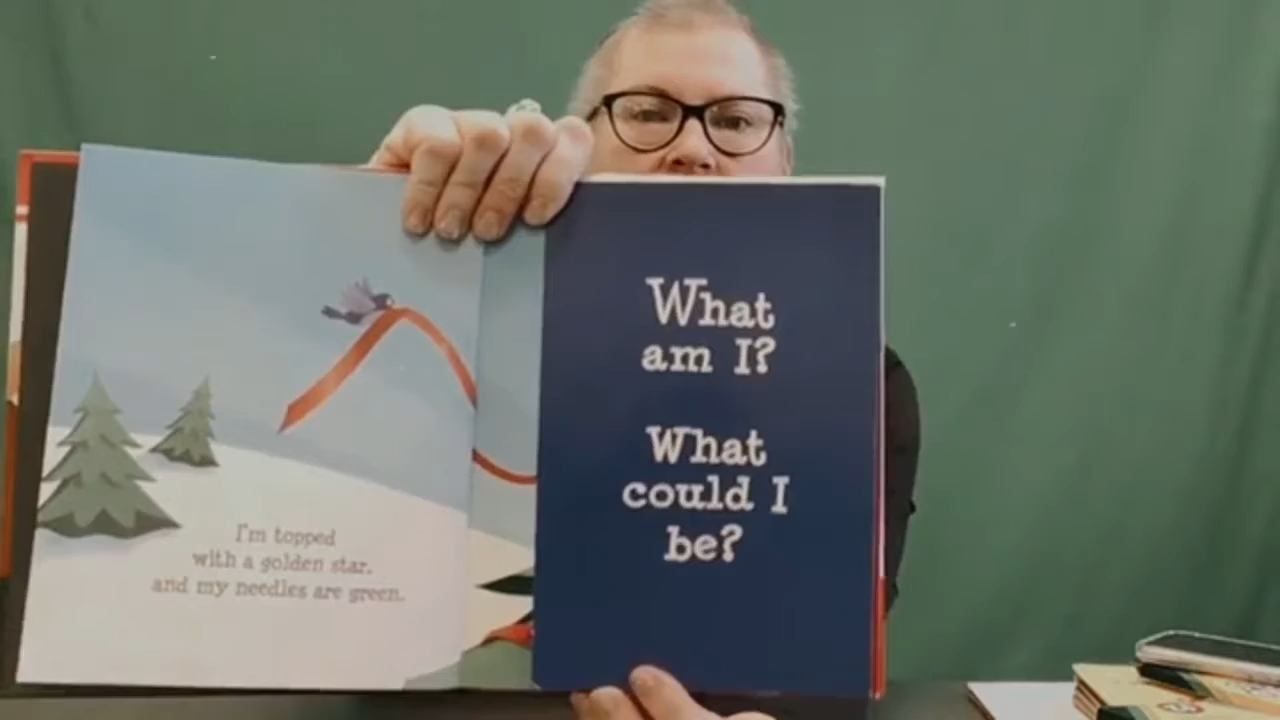 I'm topped
with a golden star,
and my needles are green.
What
am I?
What
could I
be?